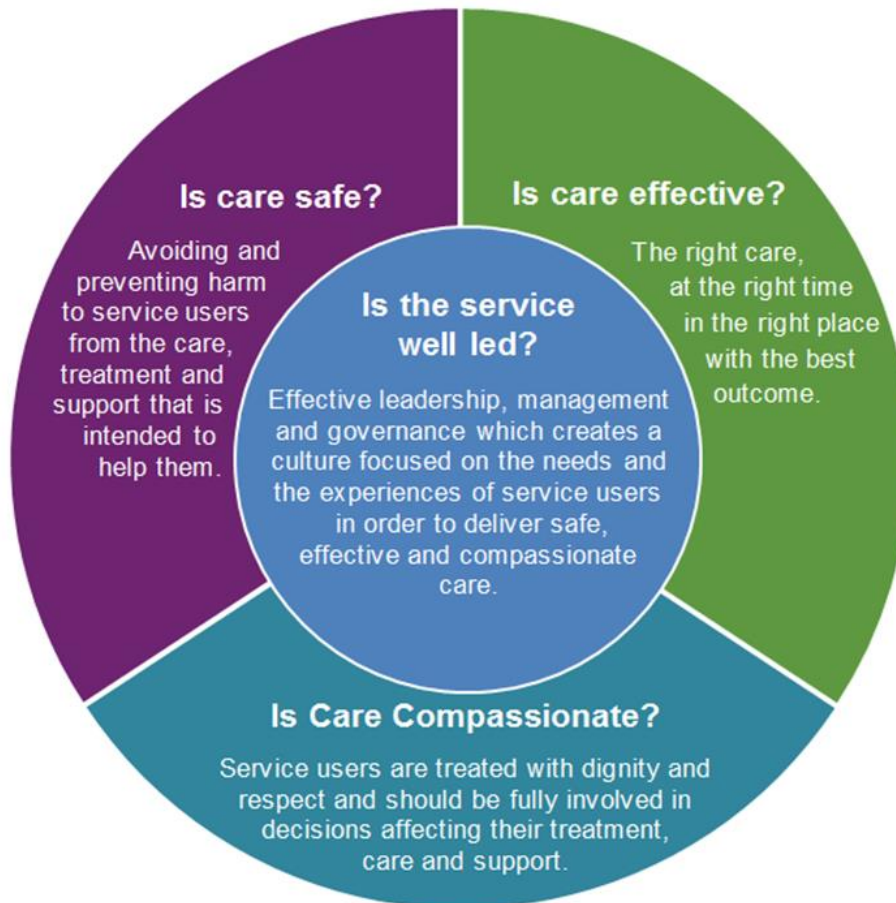 Is care safe?
Avoiding and
preventing harm
to service users
from the care,
treatment and
support that is
intended to
help them.
Is care effective?
The right care,
at the right time
in the right place
with the best
outcome.
Is the service
well led?
Effective leadership, management
and governance which creates a
culture focused on the needs and
the experiences of service users
in order to deliver safe,
effective and compassionate
care.
Is Care Compassionate?
Service users are treated with dignity and
respect and should be fully involved in
decisions affecting their treatment,
care and support.